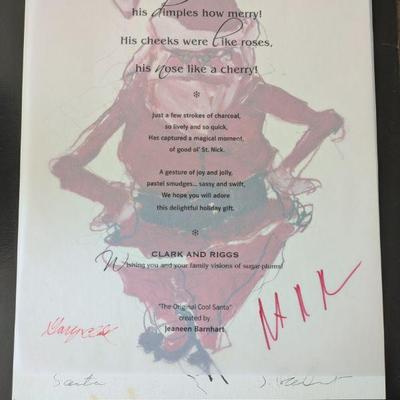 his dimples how merry!
His cheeks were like roses,
his nose like a cherry!
Just a few strokes of charcoal,
so lively and so quick,
Has captured a magical moment,
of good ol' St. Nick.
A gesture of joy and jolly,
pastel smudges... sassy and swift,
We hope you will adore
this delightful holiday gift.
CLARK AND RIGGS
Wishing you and your family visions of sugar-plums!
"The Original Cool Santa"
created by
Jeaneen Barnhart
Santa